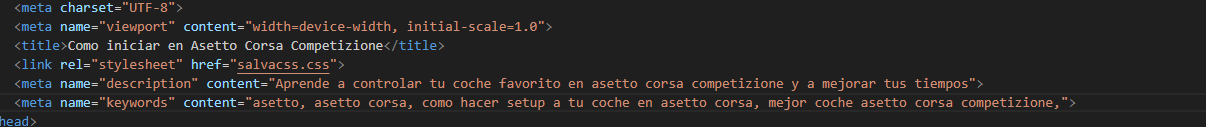 <meta charset="UTF-8">
<meta name="viewport" content="width=device-width, initial-scale=1.0">
<title>Como iniciar en Asetto Corsa Competizione</title>
<link rel="stylesheet" href="salvacss.css">
<meta name="description" content="Aprende a controlar tu coche favorito en asetto corsa competizione y a mejorar tus tiempos">
<meta name="keywords" content="asetto, asetto corsa, como hacer setup a tu coche en asetto corsa, mejor coche asetto corsa competizione,">
head>